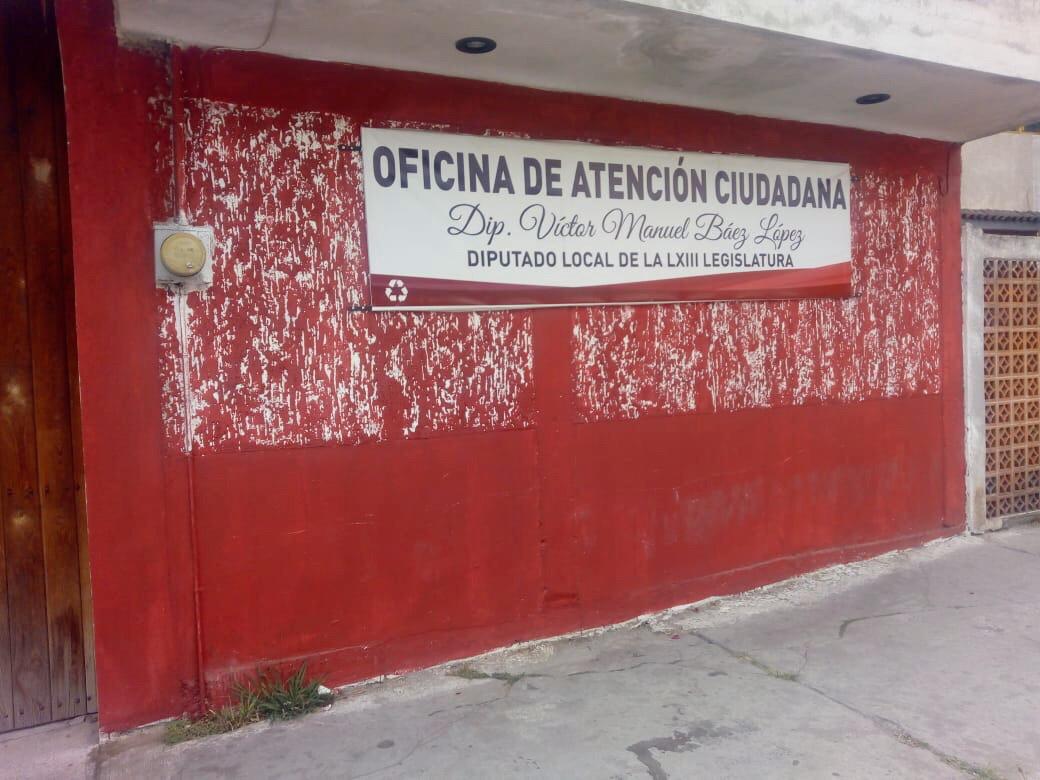 OFICINA DE ATENCIÓN CIUDADANA
Dip. Víctor Manuel Báez López
DIPUTADO LOCAL DE LA LXIII LEGISLATURA